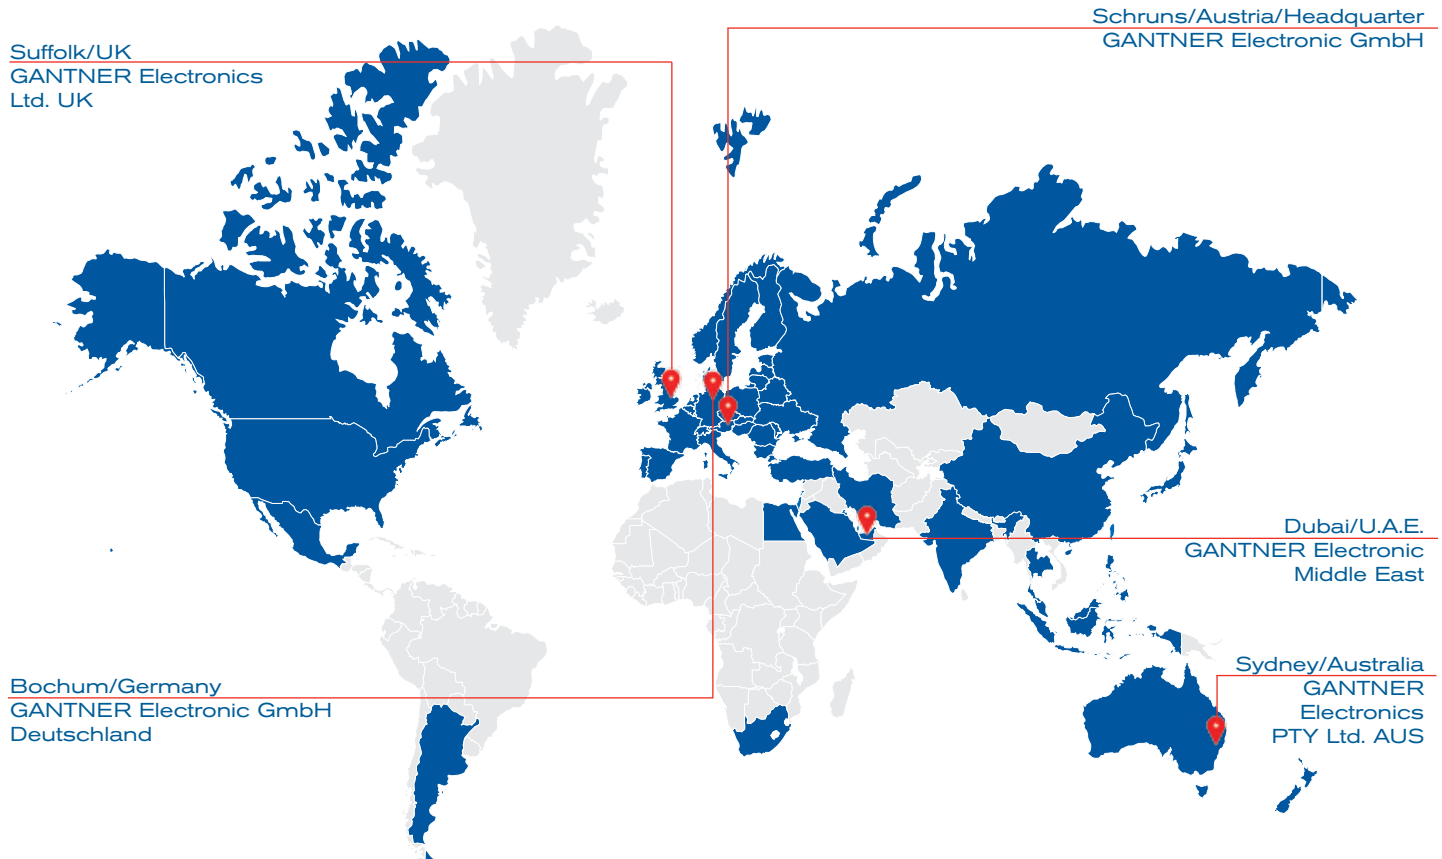 Schruns/Austria/Headquarter
GANTNER Electronic GmbH
Suffolk/UK
GANTNER Electronics
Ltd. UK
Dubai/U.A.E.
GANTNER Electronic
Middle East
Sydney/Australia
GANTNER
Electronics
PTY Ltd. AUS
Bochum/Germany
GANTNER Electronic GmbH
Deutschland